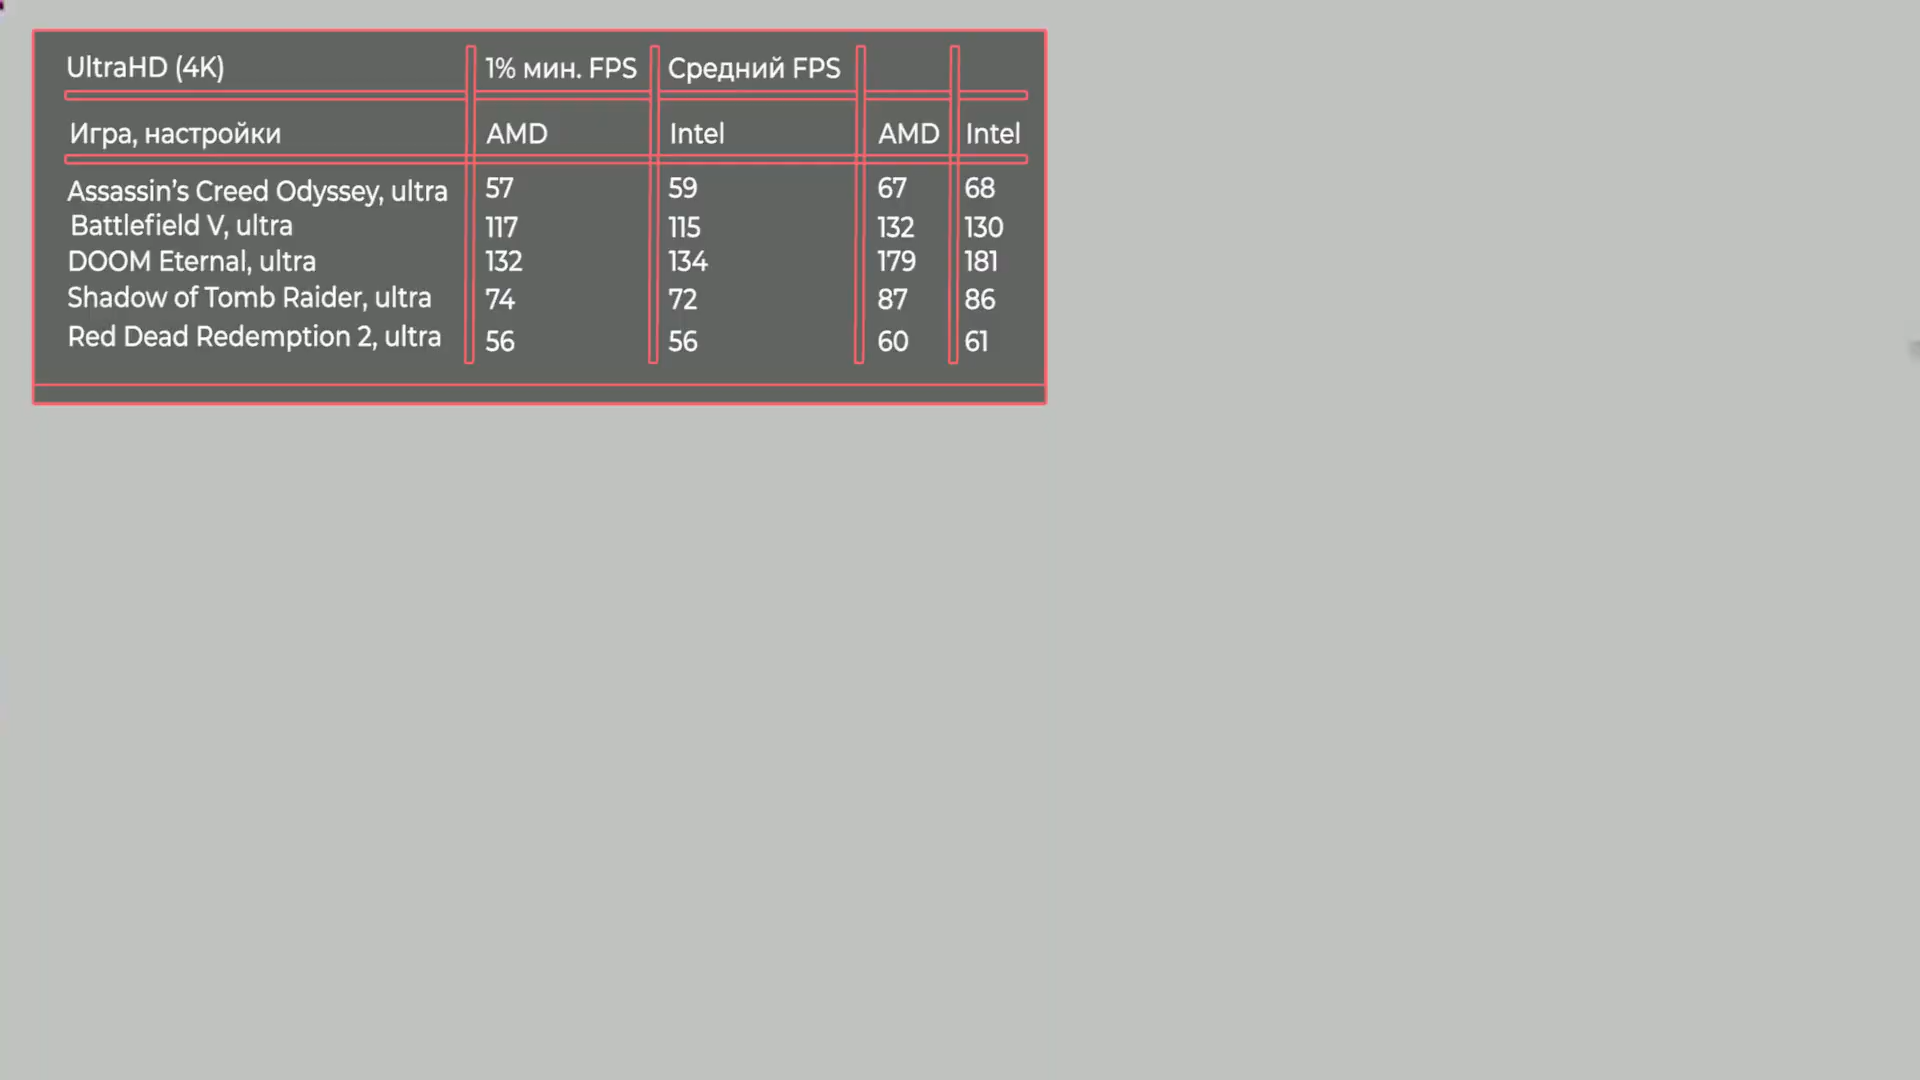 UltraHD (4K) 1% мин. FPS Средний FPS
Игра, настройки AMD Intel AMD Intel
Assassin’s Creed Odyssey, ultra 57 59 67 68
Battlefield V, ultra 117 115 132 130
DOOM Eternal, ultra 132 134 179 181
Shadow of Tomb Raider, ultra 74 72 87 86
Red Dead Redemption 2, ultra 56 56 60 61